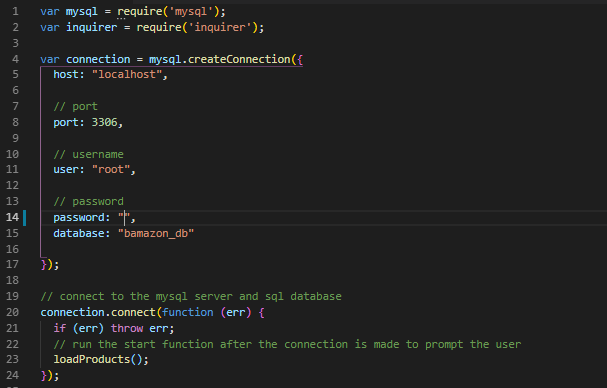 1 var mysql = require('mysql');
2 var inquirer = require('inquirer');
3
4 var connection = mysql.createConnection({
5 host: "localhost",
6
7 // port
8 port: 3306,
9
10 // username
11 user: "root",
12
13 // password
14 password: "",
15 database: "bamazon_db"
16
17 });
18
19 // connect to the mysql server and sql database
20 connection.connect(function (err) {
21 if (err) throw err;
22 // run the start function after the connection is made to prompt the user
23 loadProducts();
24 });